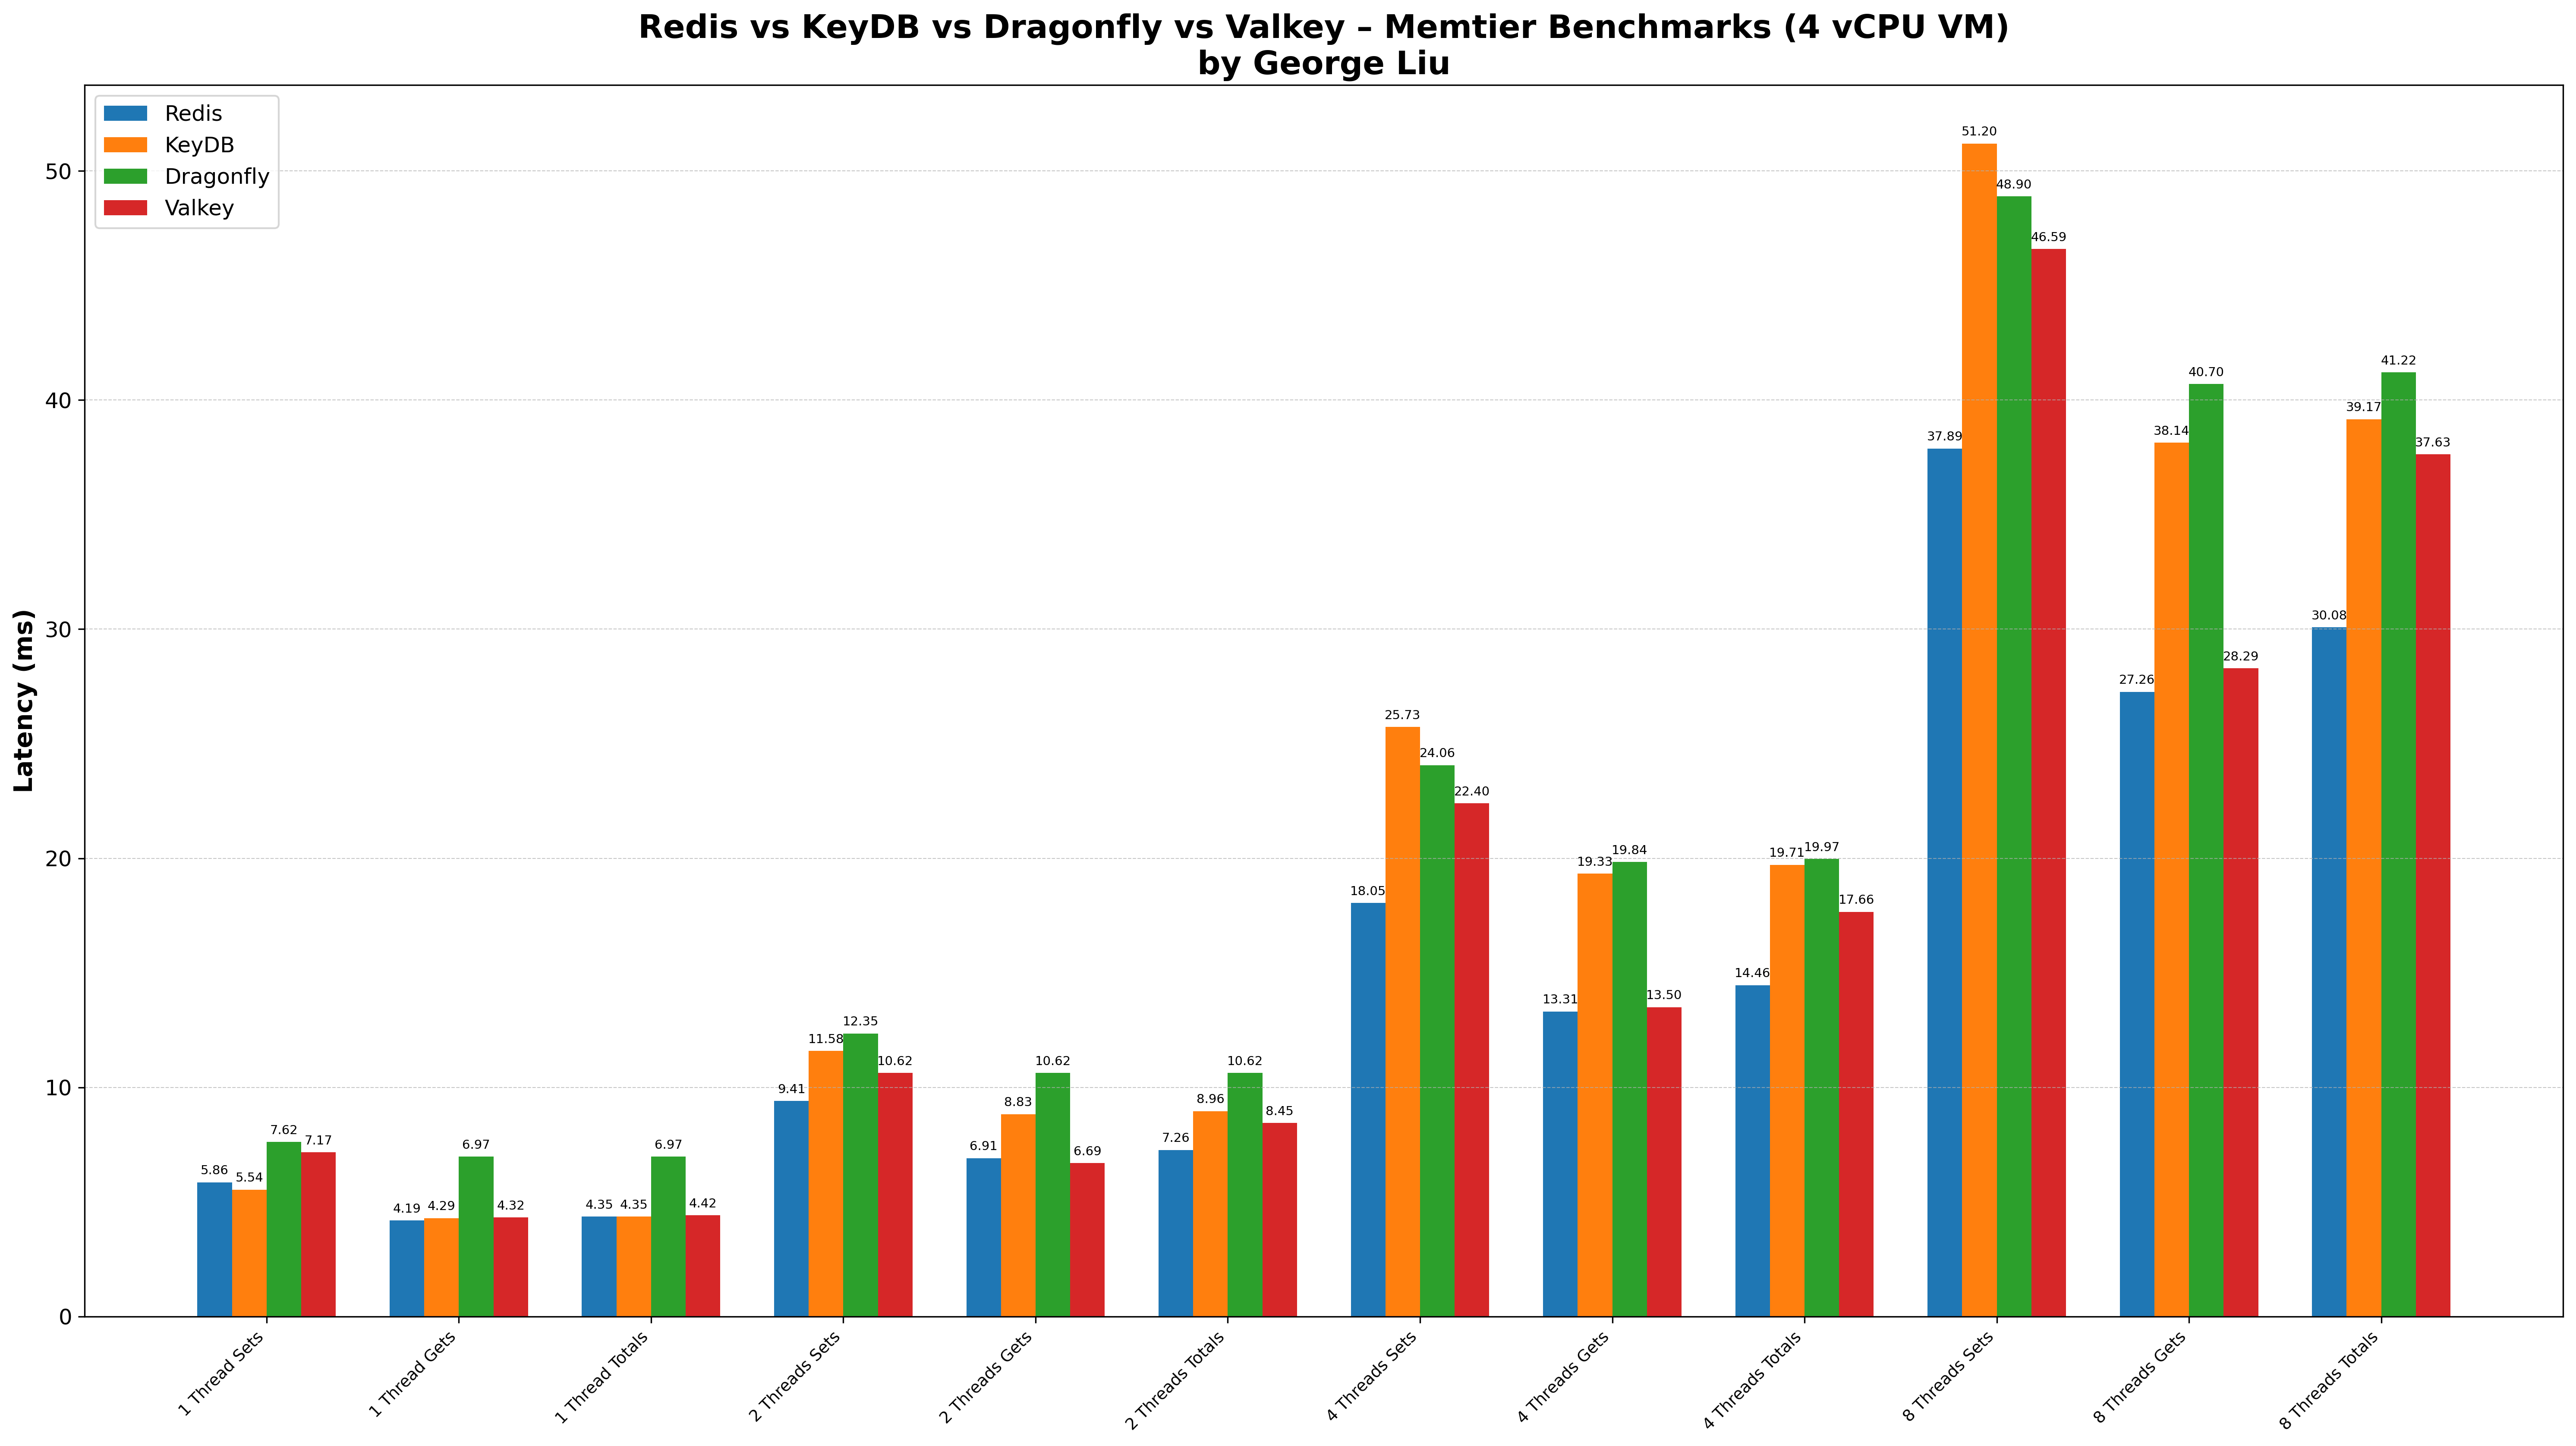 Redis vs KeyDB vs Dragonfly vs Valkey – Memtier Benchmarks (4 vCPU VM)
by George Liu
Redis
KeyDB
Dragonfly
Valkey
Latency (ms)
50
40
30
20
10
0
5.86
5.54
7.62
7.17
4.19
4.29
6.97
4.32
4.35
4.35
6.97
4.42
9.41
11.58
12.35
10.62
6.91
8.83
10.62
6.69
7.26
8.96
10.62
8.45
18.05
25.73
24.06
22.40
13.31
19.33
19.84
13.50
14.46
19.71
19.97
17.66
37.89
51.20
48.90
46.59
27.26
38.14
40.70
28.29
30.08
39.17
41.22
37.63
1 Thread Sets
1 Thread Gets
1 Thread Totals
2 Threads Sets
2 Threads Gets
2 Threads Totals
4 Threads Sets
4 Threads Gets
4 Threads Totals
8 Threads Sets
8 Threads Gets
8 Threads Totals